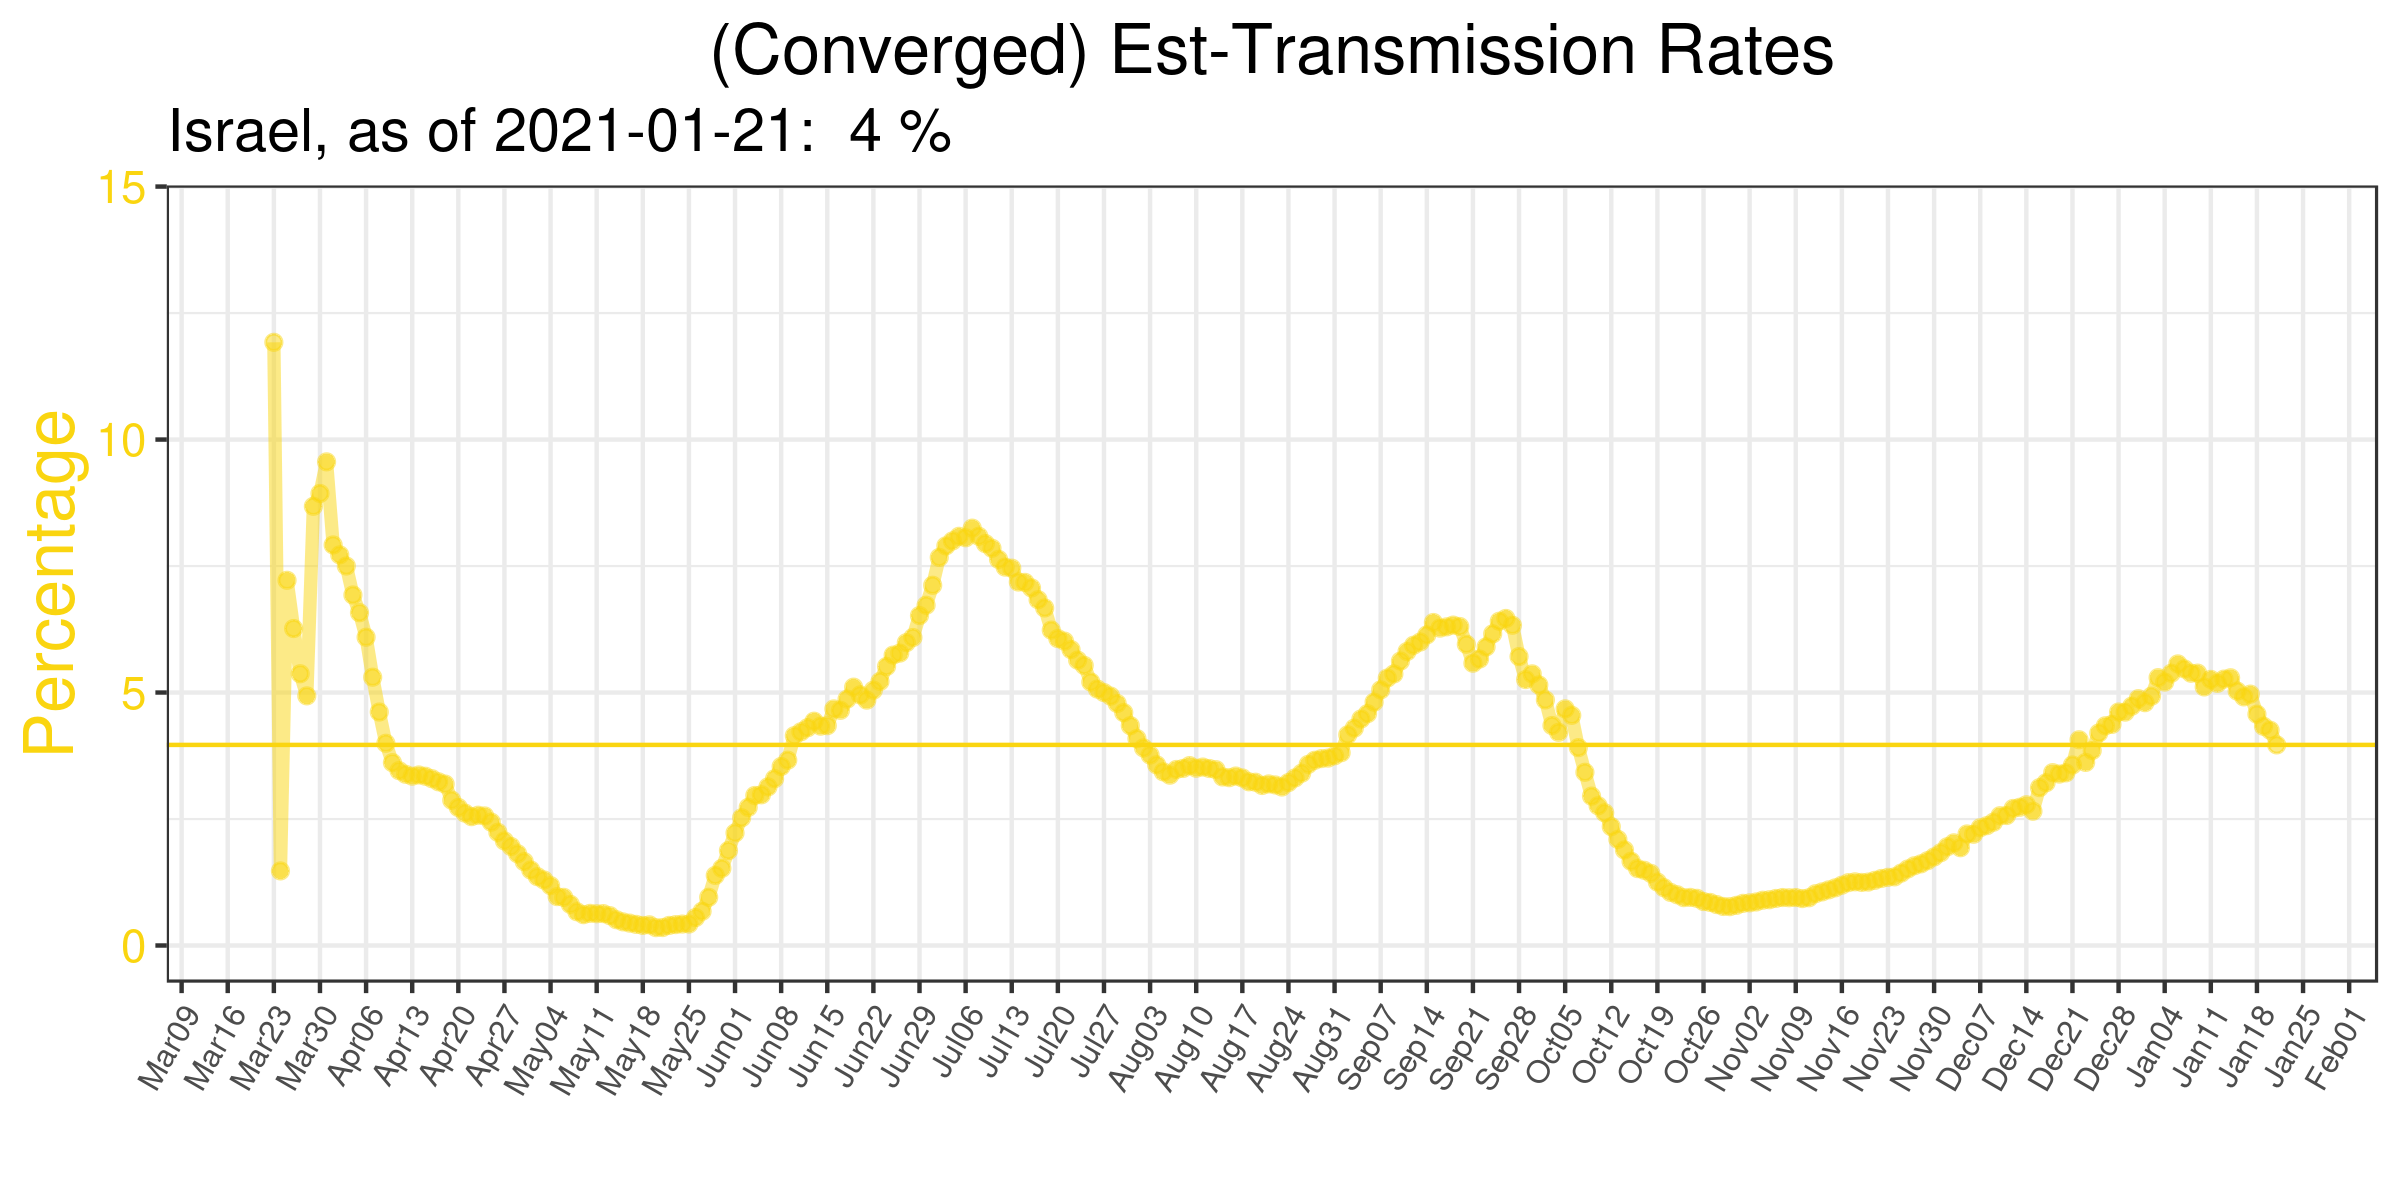 (Converged) Est-Transmission Rates
Israel, as of 2021-01-21:  4 %
Percentage
15
10
5
0
Mar09
Mar16
Mar23
Mar30
Apr06
Apr13
Apr20
Apr27
May04
May11
May18
May25
Jun01
Jun08
Jun15
Jun22
Jun29
Jul06
Jul13
Jul20
Jul27
Aug03
Aug10
Aug17
Aug24
Aug31
Sep07
Sep14
Sep21
Sep28
Oct05
Oct12
Oct19
Oct26
Nov02
Nov09
Nov16
Nov23
Nov30
Dec07
Dec14
Dec21
Dec28
Jan04
Jan11
Jan18
Jan25
Feb01